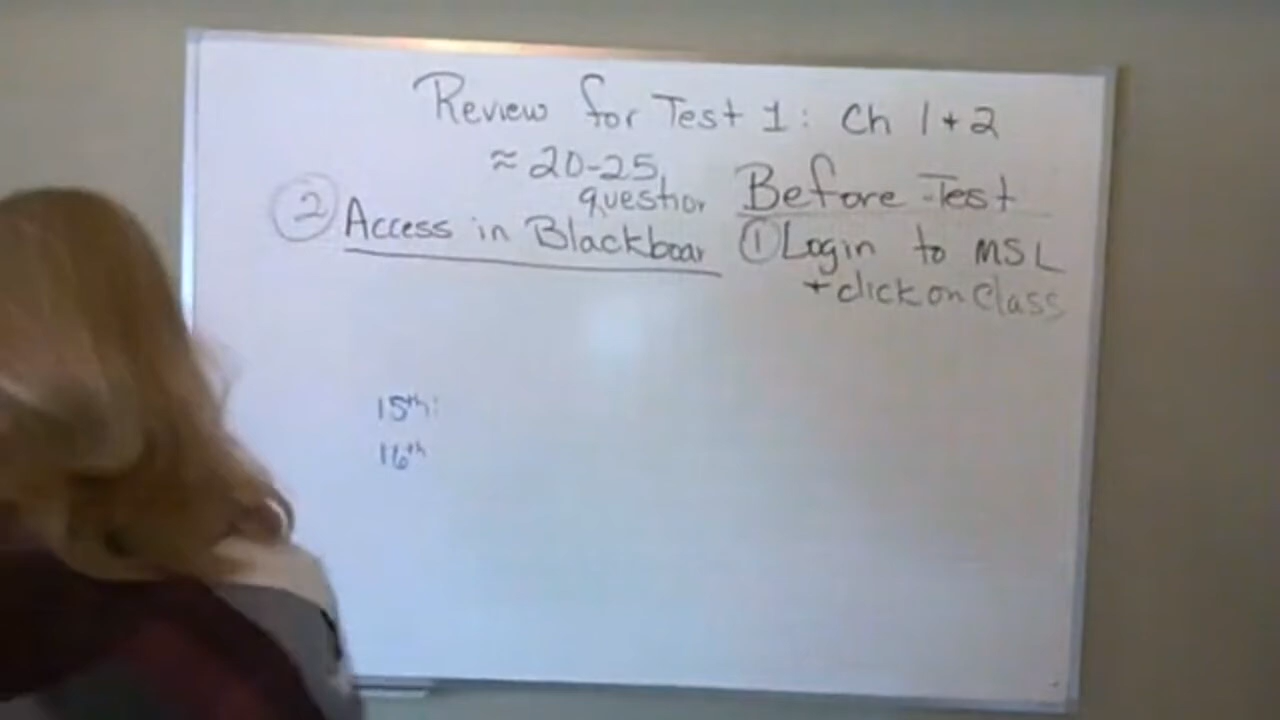 Review for Test 1: Ch 1 + 2
≈ 20-25
question
Before Test
② Access in Blackboar
① Login to MSL
+ click on Class
15th:
16th